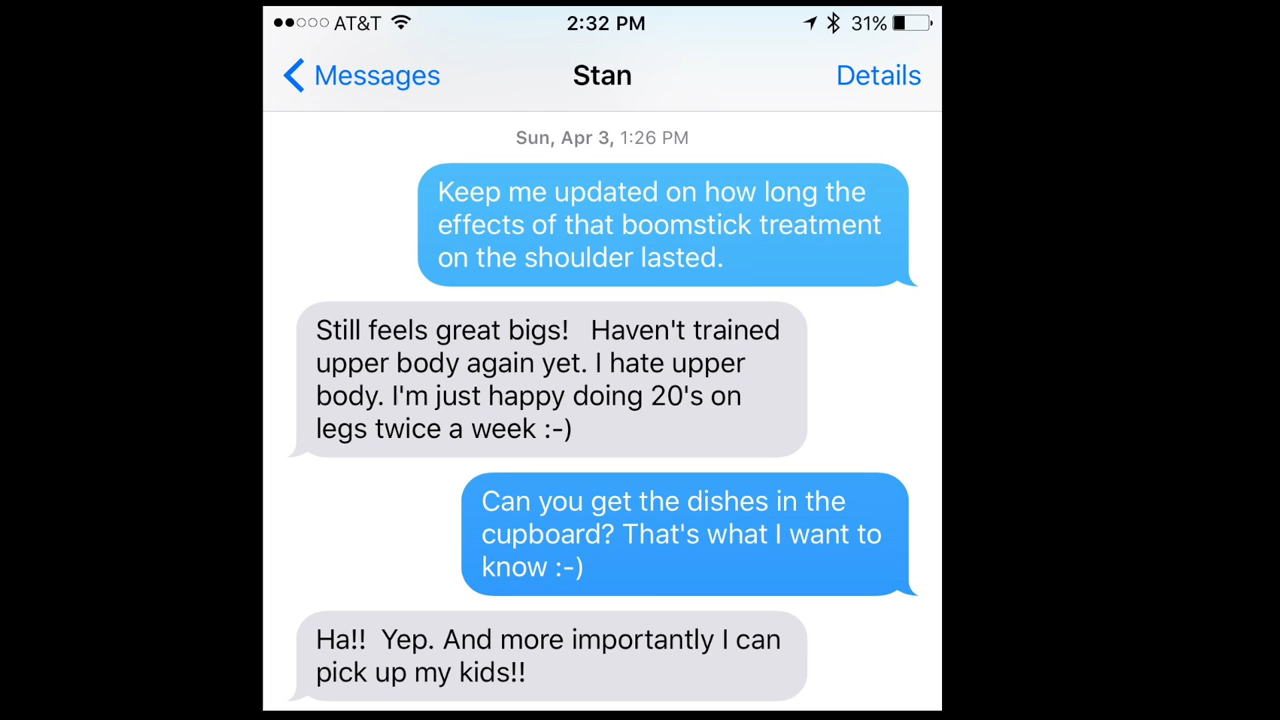 AT&T 2:32 PM 31%
Messages Stan Details
Sun, Apr 3, 1:26 PM
Keep me updated on how long the
effects of that boomstick treatment
on the shoulder lasted.
Still feels great bigs! Haven't trained
upper body again yet. I hate upper
body. I'm just happy doing 20's on
legs twice a week :-)
Can you get the dishes in the
cupboard? That's what I want to
know :-)
Ha!! Yep. And more importantly I can
pick up my kids!!